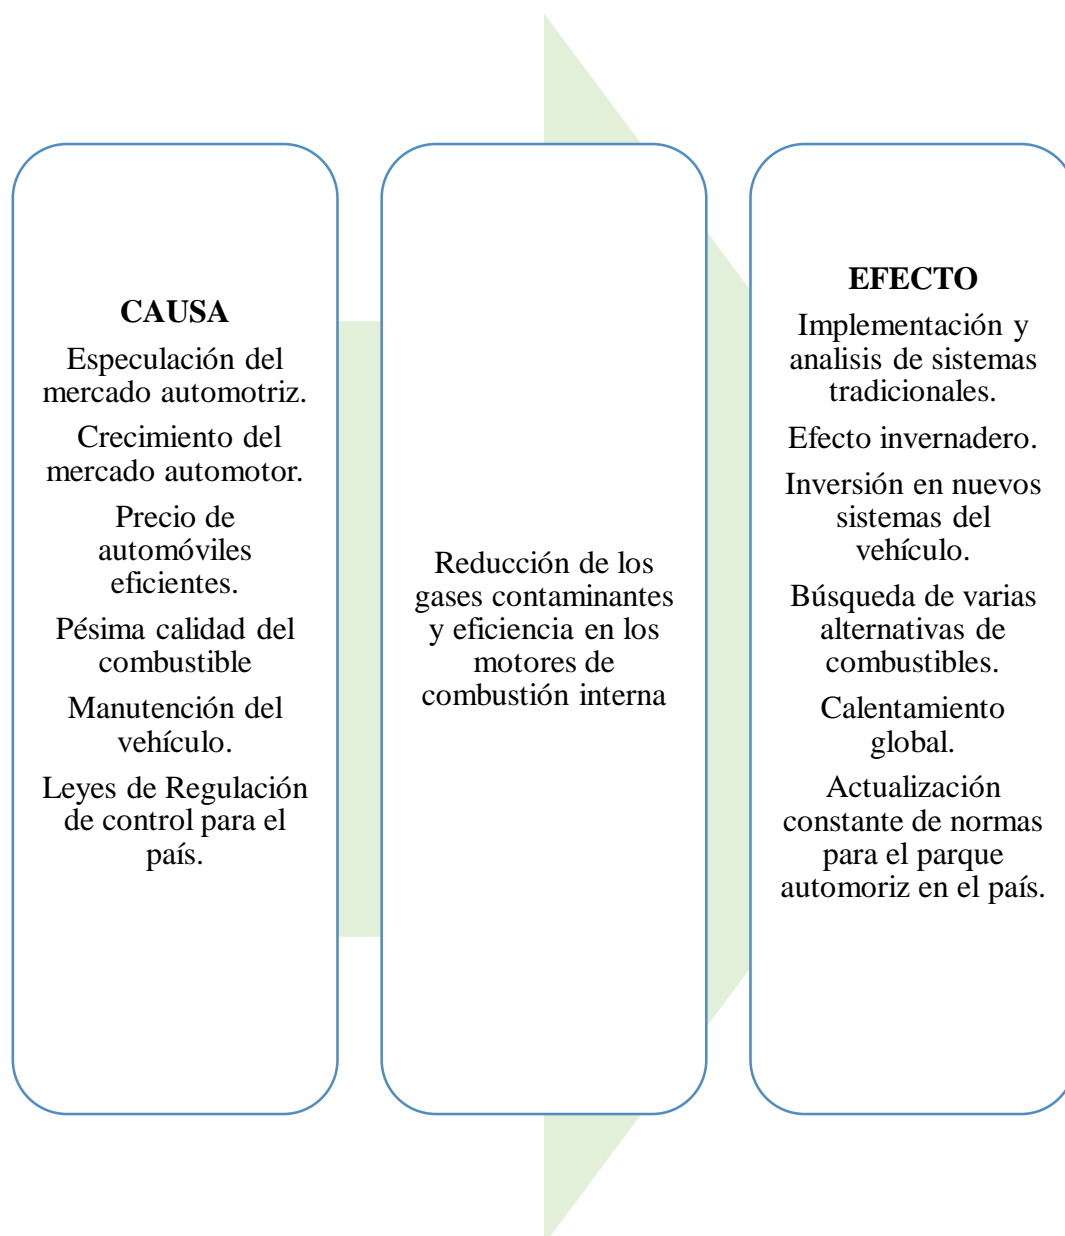 CAUSA
Especulación del
mercado automotriz.
Crecimiento del
mercado automotor.
Precio de
automóviles
eficientes.
Pésima calidad del
combustible
Manutención del
vehículo.
Leyes de Regulación
de control para el
país.
Reducción de los
gases contaminantes
y eficiencia en los
motores de
combustión interna
EFECTO
Implementación y
analisis de sistemas
tradicionales.
Efecto invernadero.
Inversión en nuevos
sistemas del
vehículo.
Búsqueda de varias
alternativas de
combustibles.
Calentamiento
global.
Actualización
constante de normas
para el parque
automoriz en el país.